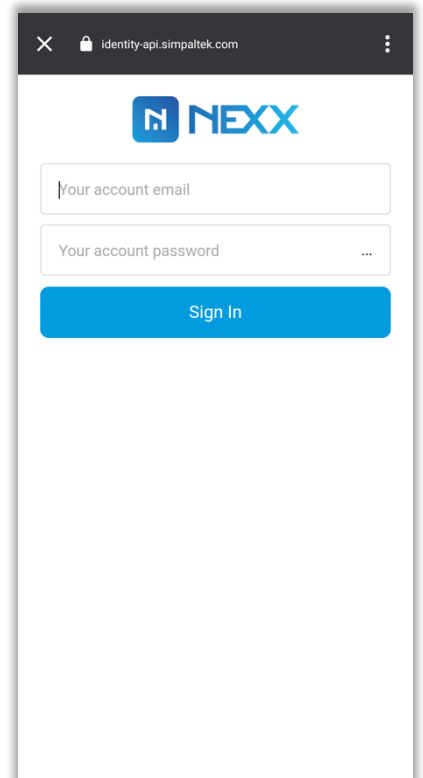 identity-api.simpaltek.com
NEXX
Your account email
Your account password
...
Sign In